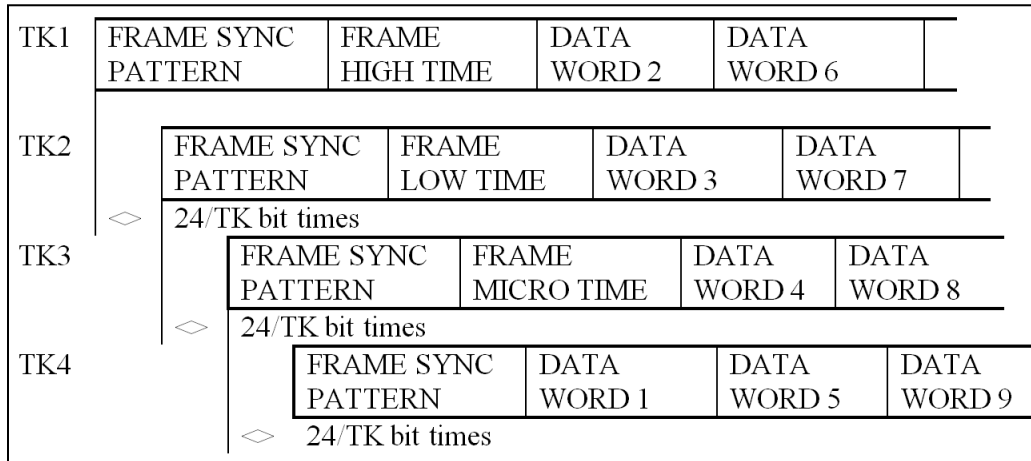 TK1 FRAME SYNC FRAME DATA DATA
PATTERN HIGH TIME WORD 2 WORD 6
TK2 FRAME SYNC FRAME DATA DATA
PATTERN LOW TIME WORD 3 WORD 7
24/TK bit times
TK3 FRAME SYNC FRAME DATA DATA
PATTERN MICRO TIME WORD 4 WORD 8
24/TK bit times
TK4 FRAME SYNC DATA DATA DATA
PATTERN WORD 1 WORD 5 WORD 9
24/TK bit times